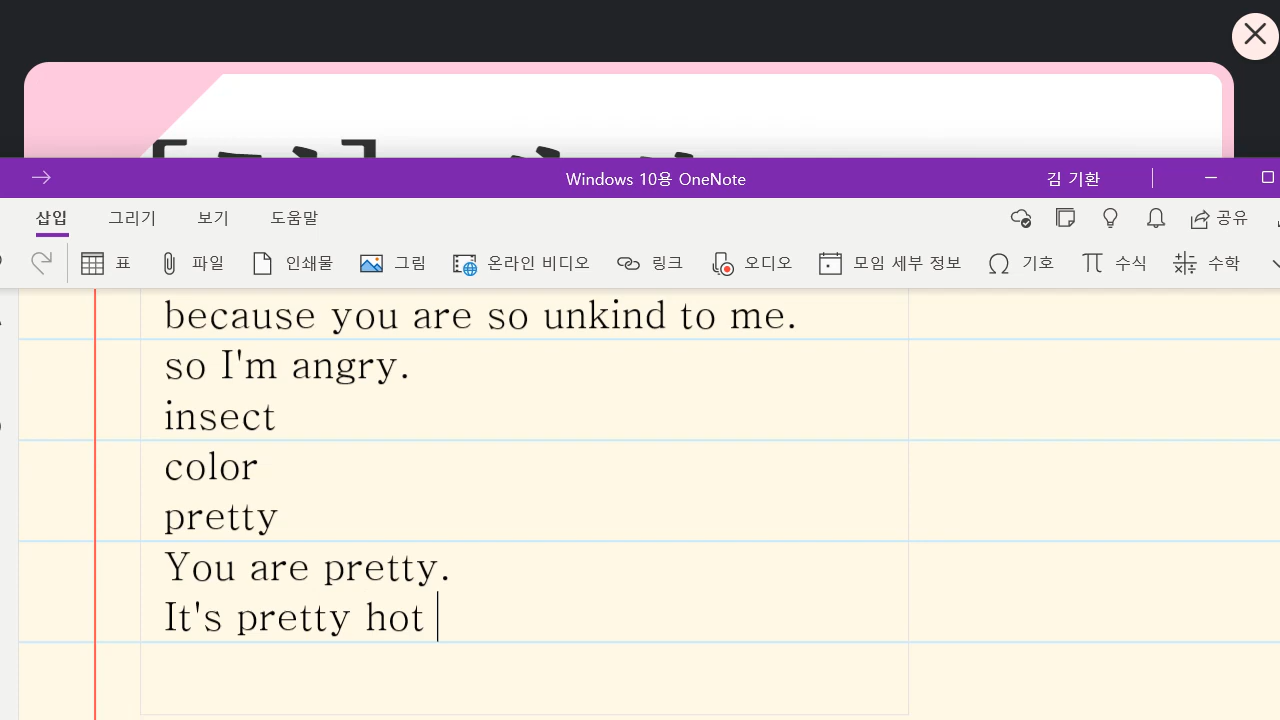 Windows 10용 OneNote
김 기환
삽입 그리기 보기 도움말 공유
표 파일 인쇄물 그림 온라인 비디오 링크 오디오 모임 세부 정보 기호 수식 수학
because you are so unkind to me.
so I'm angry.
insect
color
pretty
You are pretty.
It's pretty hot